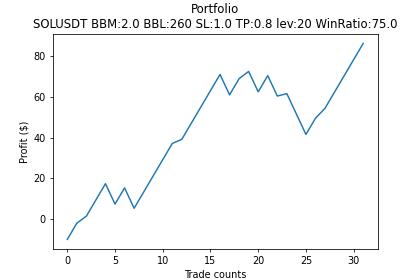 Portfolio
SOLUSDT BBM:2.0 BBL:260 SL:1.0 TP:0.8 lev:20 WinRatio:75.0
80
60
40
20
0
Profit ($)
0 5 10 15 20 25 30
Trade counts